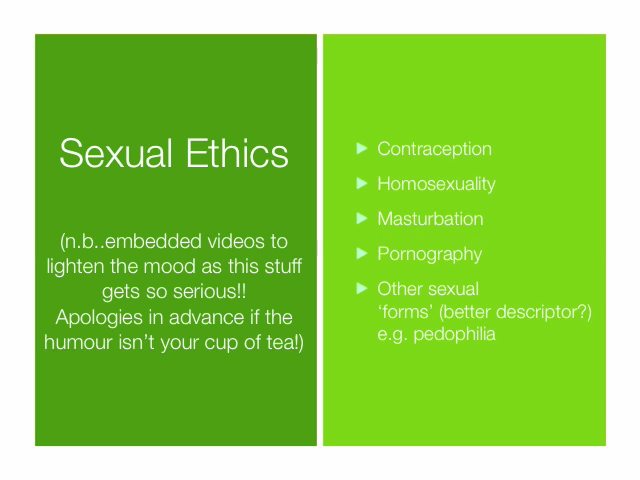 Sexual Ethics
(n.b..embedded videos to
lighten the mood as this stuff
gets so serious!!
Apologies in advance if the
humour isn’t your cup of tea!)
Contraception
Homosexuality
Masturbation
Pornography
Other sexual
‘forms’ (better descriptor?)
e.g. pedophilia